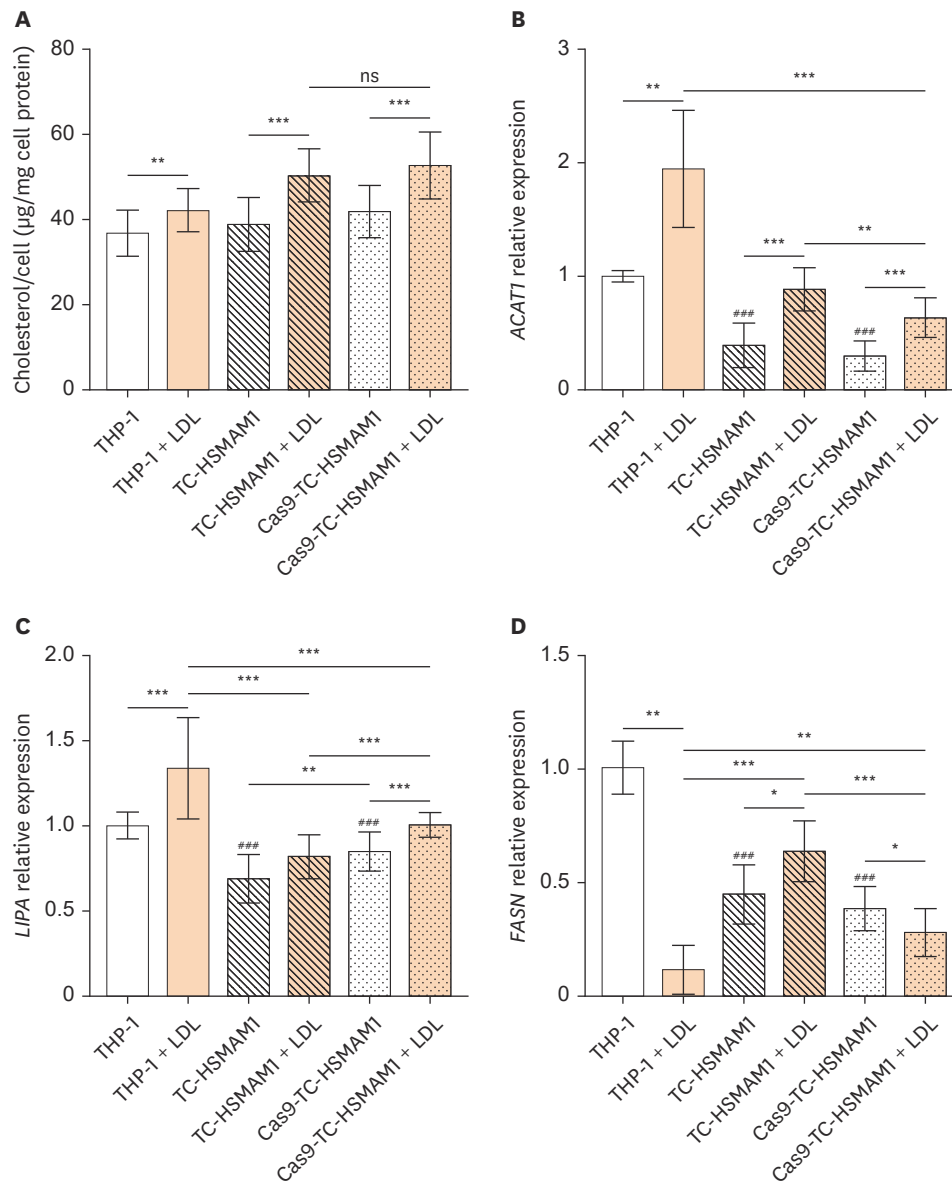 A
Cholesterol/cell (µg/mg cell protein)
80
60
40
20
0
**
***
ns
***
THP-1
THP-1 + LDL
TC-HSMAM1
TC-HSMAM1 + LDL
Cas9-TC-HSMAM1
Cas9-TC-HSMAM1 + LDL
B
ACAT1 relative expression
3
2
1
0
**
***
***
**
***
###
###
THP-1
THP-1 + LDL
TC-HSMAM1
TC-HSMAM1 + LDL
Cas9-TC-HSMAM1
Cas9-TC-HSMAM1 + LDL
C
LIPA relative expression
2.0
1.5
1.0
0.5
0
***
***
***
***
**
***
###
###
THP-1
THP-1 + LDL
TC-HSMAM1
TC-HSMAM1 + LDL
Cas9-TC-HSMAM1
Cas9-TC-HSMAM1 + LDL
D
FASN relative expression
1.5
1.0
0.5
0
**
**
***
***
*
*
###
###
THP-1
THP-1 + LDL
TC-HSMAM1
TC-HSMAM1 + LDL
Cas9-TC-HSMAM1
Cas9-TC-HSMAM1 + LDL